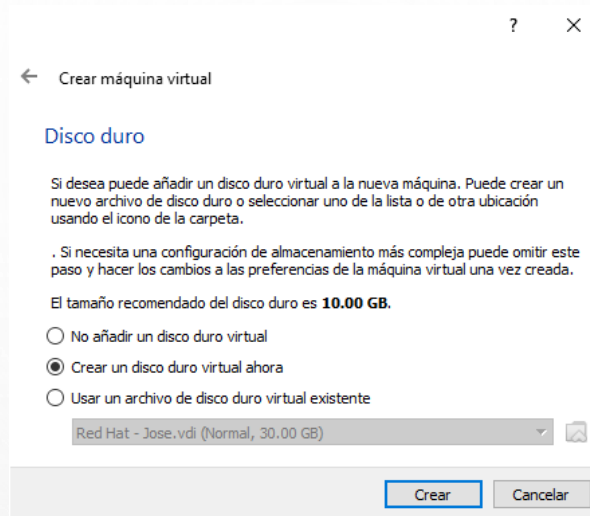 ?
Crear máquina virtual
Disco duro
Si desea puede añadir un disco duro virtual a la nueva máquina. Puede crear un
nuevo archivo de disco duro o seleccionar uno de la lista o de otra ubicación
usando el icono de la carpeta.
. Si necesita una configuración de almacenamiento más compleja puede omitir este
paso y hacer los cambios a las preferencias de la máquina virtual una vez creada.
El tamaño recomendado del disco duro es 10.00 GB.
No añadir un disco duro virtual
Crear un disco duro virtual ahora
Usar un archivo de disco duro virtual existente
Red Hat - Jose.vdi (Normal, 30.00 GB)
Crear Cancelar